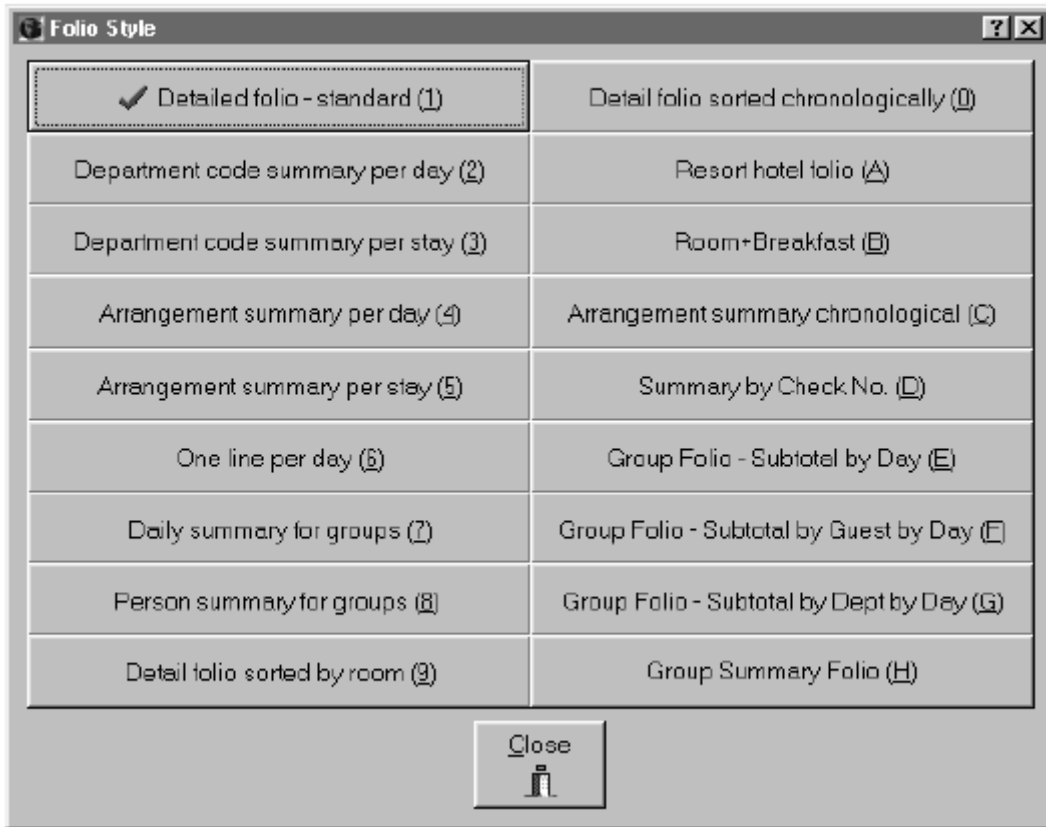 Folio Style
Detailed folio - standard (1)
Detail folio sorted chronologically (0)
Department code summary per day (2)
Resort hotel folio (A)
Department code summary per stay (3)
Room+Breakfast (B)
Arrangement summary per day (4)
Arrangement summary chronological (C)
Arrangement summary per stay (5)
Summary by Check No. (D)
One line per day (6)
Group Folio - Subtotal by Day (E)
Daily summary for groups (7)
Group Folio - Subtotal by Guest by Day (F)
Person summary for groups (8)
Group Folio - Subtotal by Dept by Day (G)
Detail folio sorted by room (9)
Group Summary Folio (H)
Close